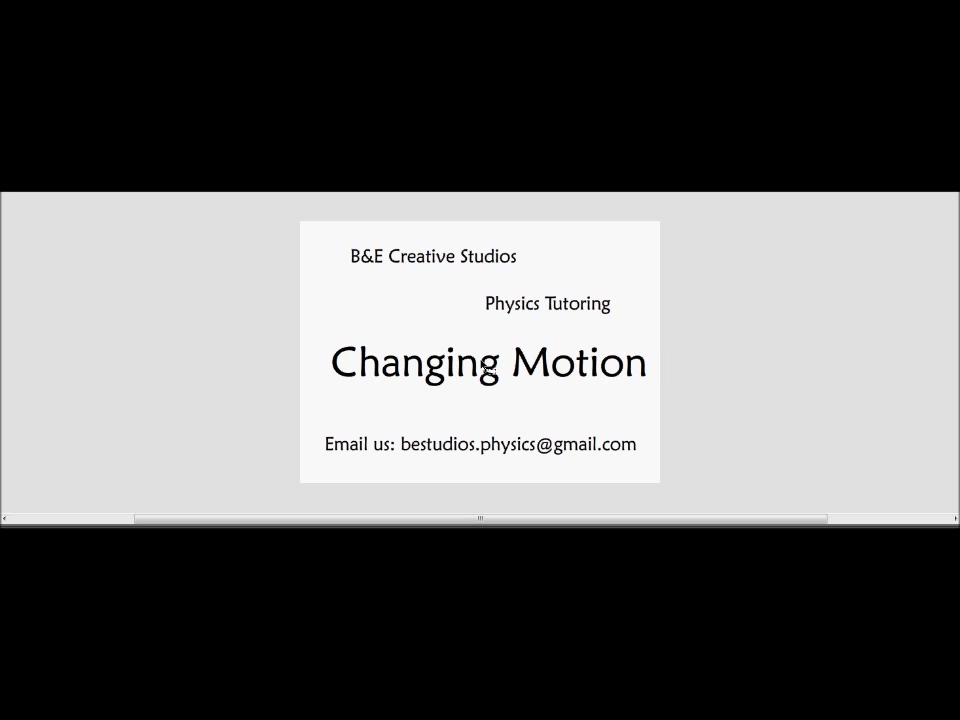 B&E Creative Studios
Physics Tutoring
Changing Motion
Email us: bestudios.physics@gmail.com